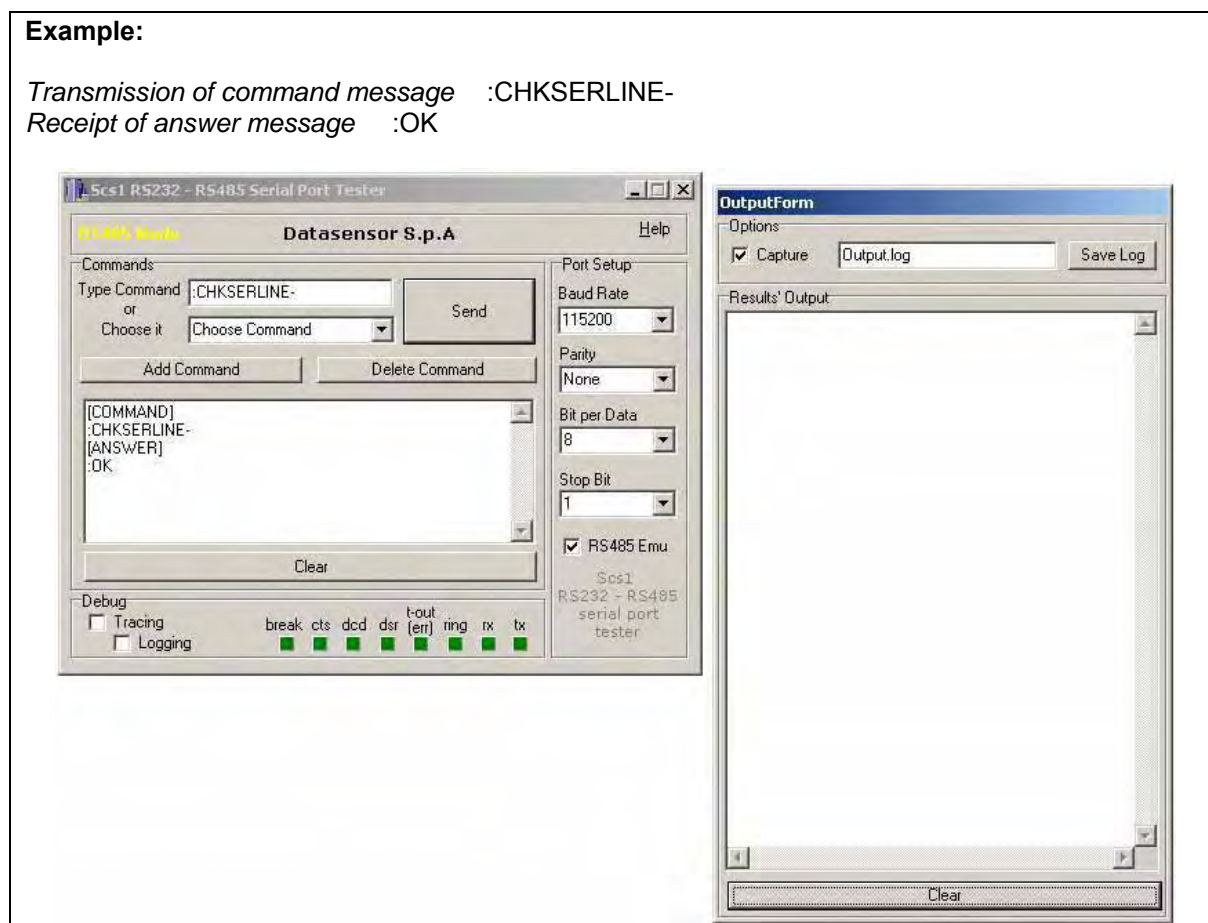 Example:
Transmission of command message :CHKSERLINE-
Receipt of answer message :OK
Scs1 RS232 - RS485 Serial Port Tester
RS485 Mode Datasensor S.p.A Help
Commands
Type Command :CHKSERLINE-
or
Choose it Choose Command
Send
Add Command Delete Command
[COMMAND]
:CHKSERLINE-
[ANSWER]
:OK
Clear
Debug
Tracing
Logging
break cts dcd dsr t-out (err) ring rx tx
Port Setup
Baud Rate
115200
Parity
None
Bit per Data
8
Stop Bit
1
RS485 Emu
Scs1
RS232 - RS485
serial port
tester
OutputForm
Options
Capture Output.log Save Log
Results' Output
Clear